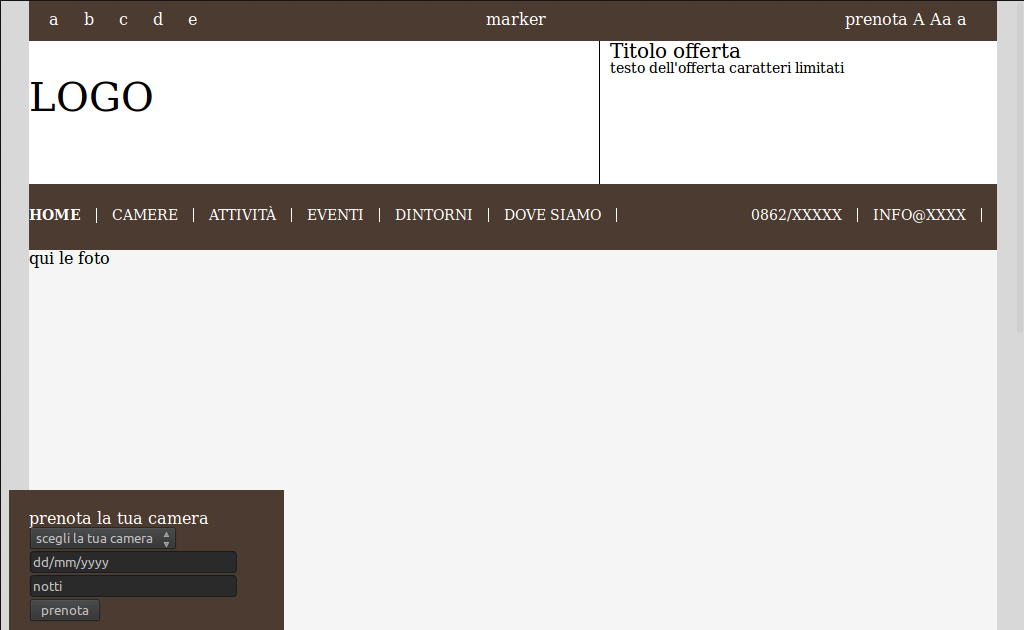 a b c d e marker prenota A Aa a
LOGO
Titolo offerta
testo dell'offerta caratteri limitati
HOME | CAMERE | ATTIVITÀ | EVENTI | DINTORNI | DOVE SIAMO | 0862/XXXXX | INFO@XXXX |
qui le foto
prenota la tua camera
scegli la tua camera
dd/mm/yyyy
notti
prenota